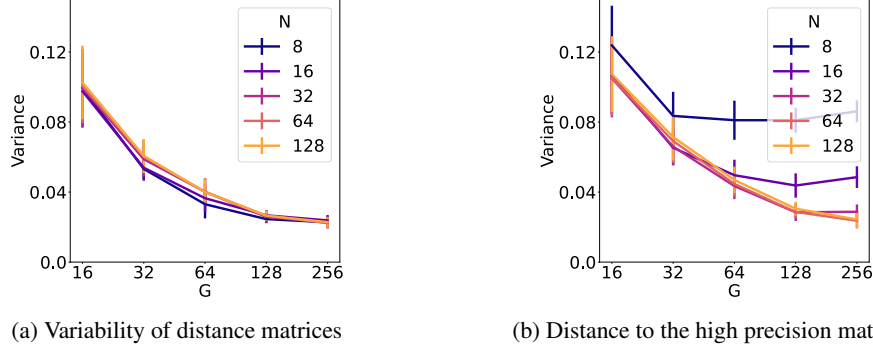 0.12
0.08
0.04
0.0
Variance
16 32 64 128 256
G
N
8
16
32
64
128
(a) Variability of distance matrices
0.12
0.08
0.04
0.0
Variance
16 32 64 128 256
G
N
8
16
32
64
128
(b) Distance to the high precision mat